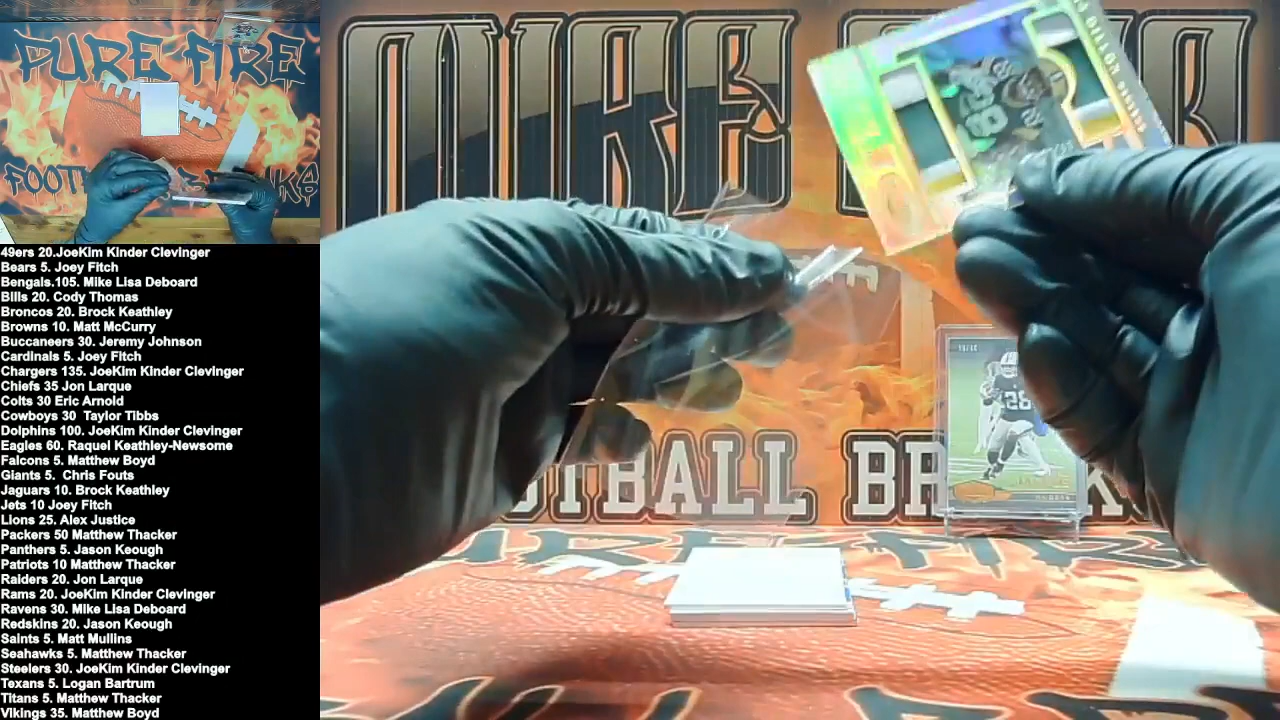 PURE FIRE
FOOTBALL BREAKS
49ers 20.JoeKim Kinder Clevinger
Bears 5. Joey Fitch
Bengals.105. Mike Lisa Deboard
Bills 20. Cody Thomas
Broncos 20. Brock Keathley
Browns 10. Matt McCurry
Buccaneers 30. Jeremy Johnson
Cardinals 5. Joey Fitch
Chargers 135. JoeKim Kinder Clevinger
Chiefs 35 Jon Larque
Colts 30 Eric Arnold
Cowboys 30  Taylor Tibbs
Dolphins 100. JoeKim Kinder Clevinger
Eagles 60. Raquel Keathley-Newsome
Falcons 5. Matthew Boyd
Giants 5.  Chris Fouts
Jaguars 10. Brock Keathley
Jets 10 Joey Fitch
Lions 25. Alex Justice
Packers 50 Matthew Thacker
Panthers 5. Jason Keough
Patriots 10 Matthew Thacker
Raiders 20. Jon Larque
Rams 20. JoeKim Kinder Clevinger
Ravens 30. Mike Lisa Deboard
Redskins 20. Jason Keough
Saints 5. Matt Mullins
Seahawks 5. Matthew Thacker
Steelers 30. JoeKim Kinder Clevinger
Texans 5. Logan Bartrum
Titans 5. Matthew Thacker
Vikings 35. Matthew Boyd